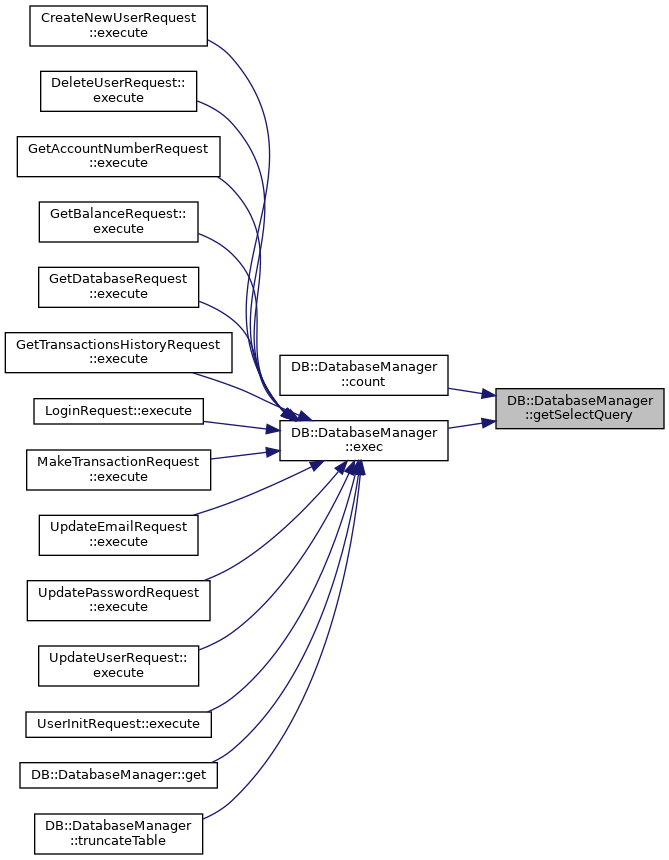 CreateNewUserRequest
::execute
DeleteUserRequest::
execute
GetAccountNumberRequest
::execute
GetBalanceRequest::
execute
GetDatabaseRequest
::execute
GetTransactionsHistoryRequest
::execute
LoginRequest::execute
MakeTransactionRequest
::execute
UpdateEmailRequest
::execute
UpdatePasswordRequest
::execute
UpdateUserRequest::
execute
UserInitRequest::execute
DB::DatabaseManager::get
DB::DatabaseManager
::truncateTable
DB::DatabaseManager
::count
DB::DatabaseManager
::exec
DB::DatabaseManager
::getSelectQuery